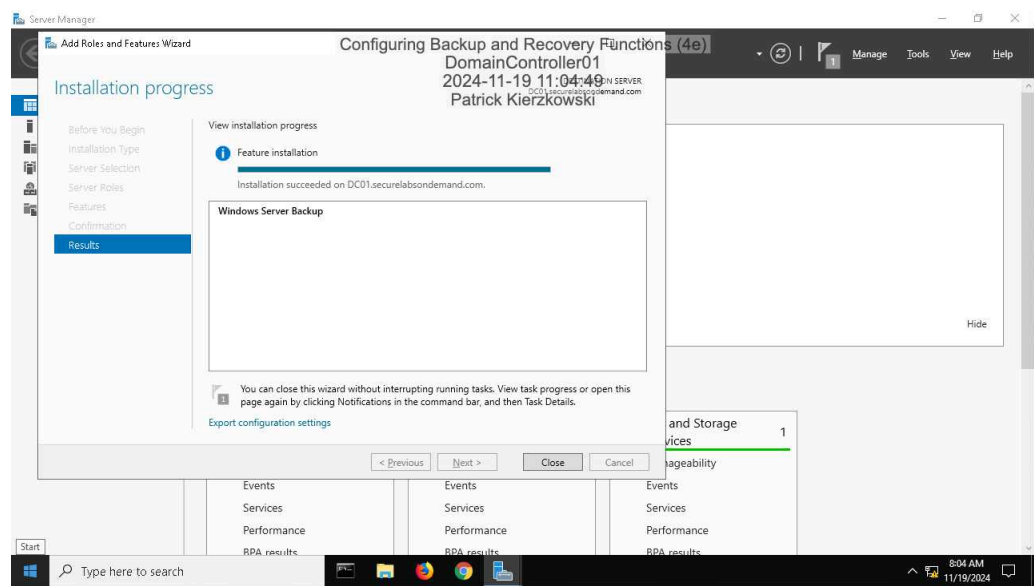 Server Manager
Add Roles and Features Wizard
Configuring Backup and Recovery Functions (4e)
DomainController01
2024-11-19 11:04:49
Patrick Kierzkowski
Manage Tools View Help
1
Installation progress
SERVER
DC01.securelabsondemand.com
Before You Begin
Installation Type
Server Selection
Server Roles
Features
Confirmation
Results
View installation progress
Feature installation
Installation succeeded on DC01.securelabsondemand.com.
Windows Server Backup
You can close this wizard without interrupting running tasks. View task progress or open this
page again by clicking Notifications in the command bar, and then Task Details.
1
Export configuration settings
< Previous Next > Close Cancel
Hide
and Storage 1
Events Events Events
Services Services Services
Performance Performance Performance
BPA results BPA results BPA results
Start
Type here to search
8:04 AM
11/19/2024